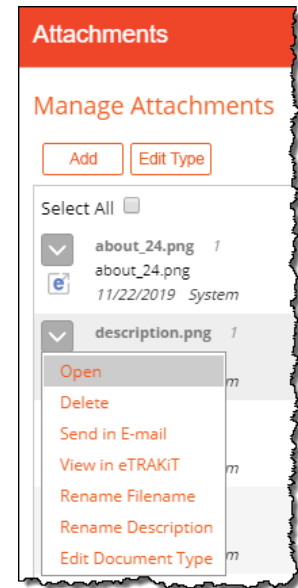 Attachments
Manage Attachments
Add Edit Type
Select All
about_24.png 1
about_24.png
e
11/22/2019 System
description.png 1
Open
m
Delete
Send in E-mail
View in eTRAKiT
m
Rename Filename
Rename Description
Edit Document Type
m